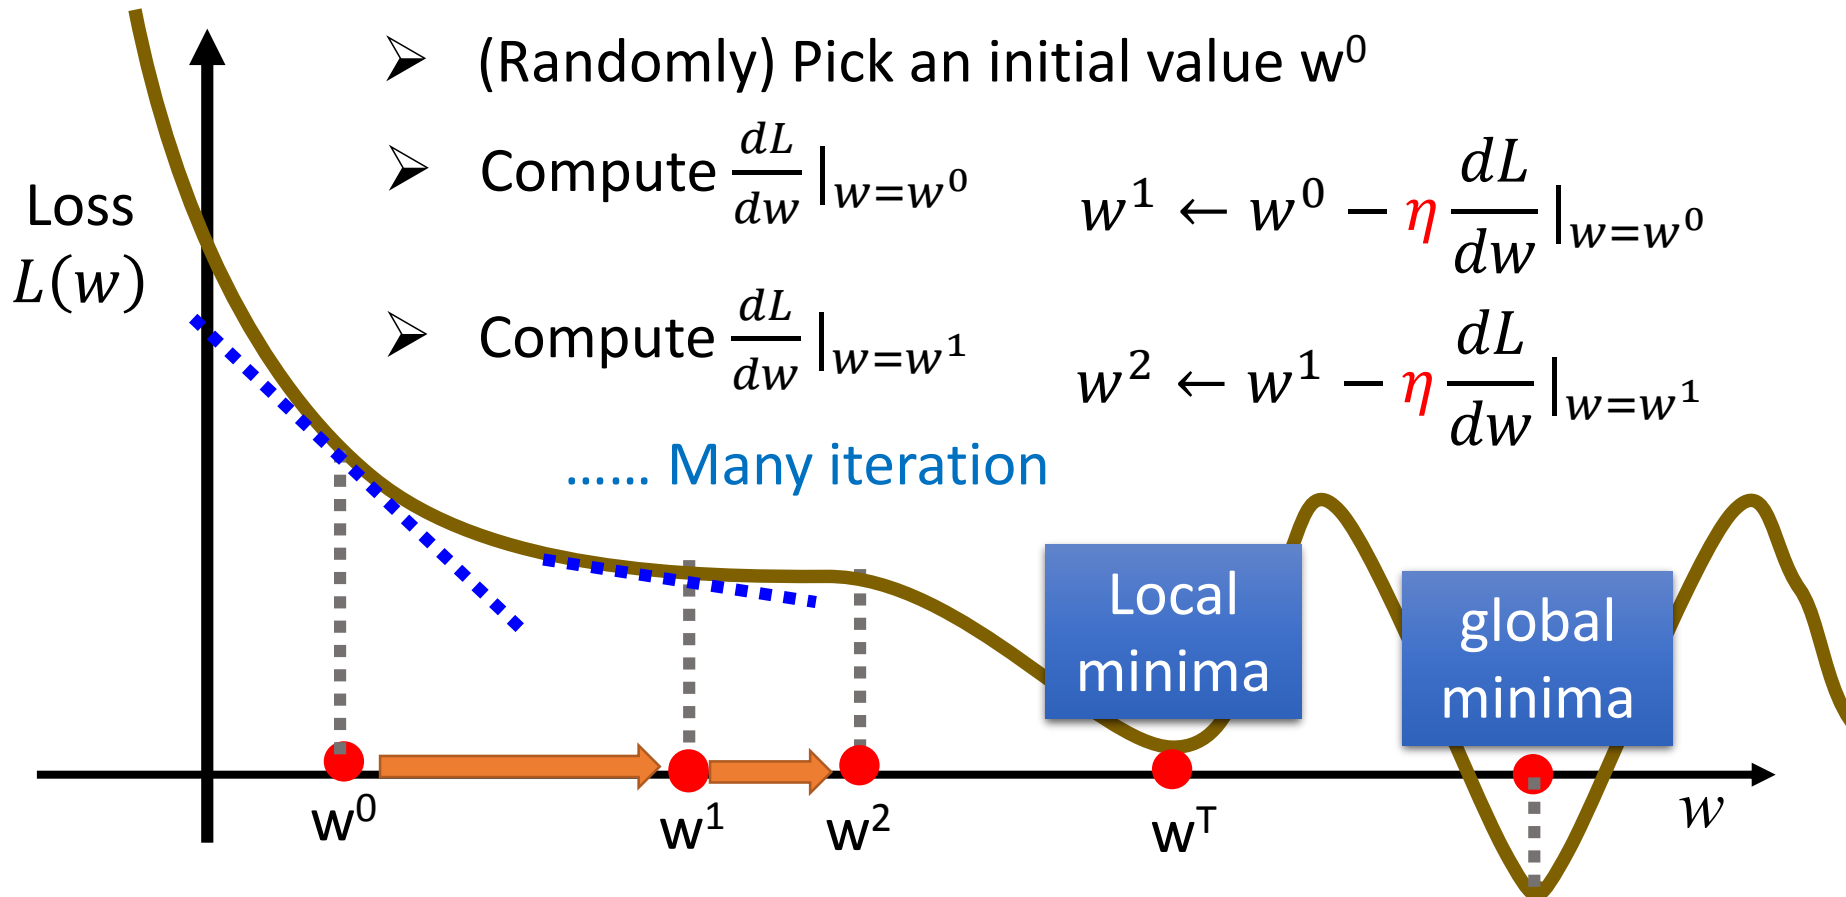 ➢ (Randomly) Pick an initial value w⁰
➢ Compute dL/dw |w=w⁰
w¹ ← w⁰ − η dL/dw |w=w⁰
➢ Compute dL/dw |w=w¹
w² ← w¹ − η dL/dw |w=w¹
...... Many iteration
Loss
L(w)
Local
minima
global
minima
w⁰
w¹
w²
wᵀ
w